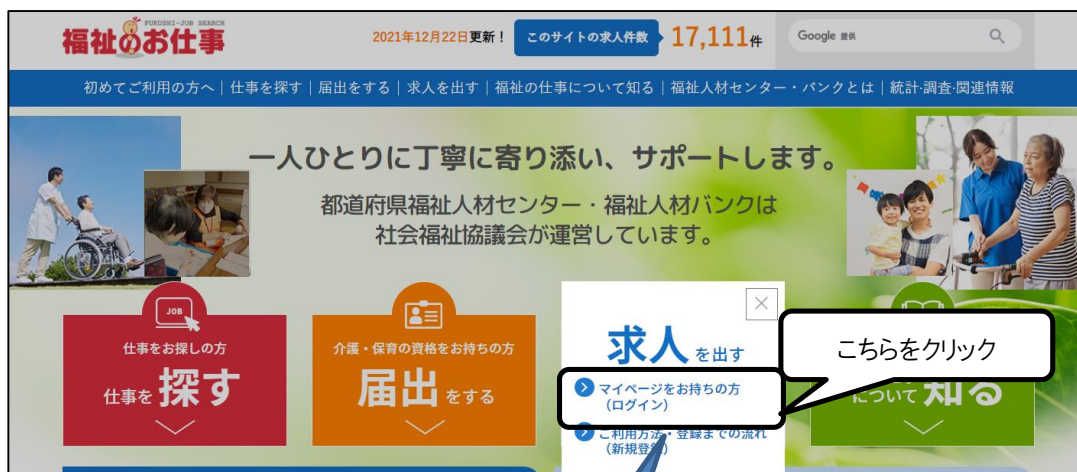 FUKUSHI-JOB SEARCH
福祉のお仕事
2021年12月22日更新！
このサイトの求人件数
17,111件
Google 提供
初めてご利用の方へ｜仕事を探す｜届出をする｜求人を出す｜福祉の仕事について知る｜福祉人材センター・バンクとは｜統計・調査・関連情報
一人ひとりに丁寧に寄り添い、サポートします。
都道府県福祉人材センター・福祉人材バンクは
社会福祉協議会が運営しています。
JOB
仕事をお探しの方
仕事を探す
介護・保育の資格をお持ちの方
届出をする
求人を出す
マイページをお持ちの方
（ログイン）
ご利用方法・登録までの流れ
（新規登録）
こちらをクリック
について知る